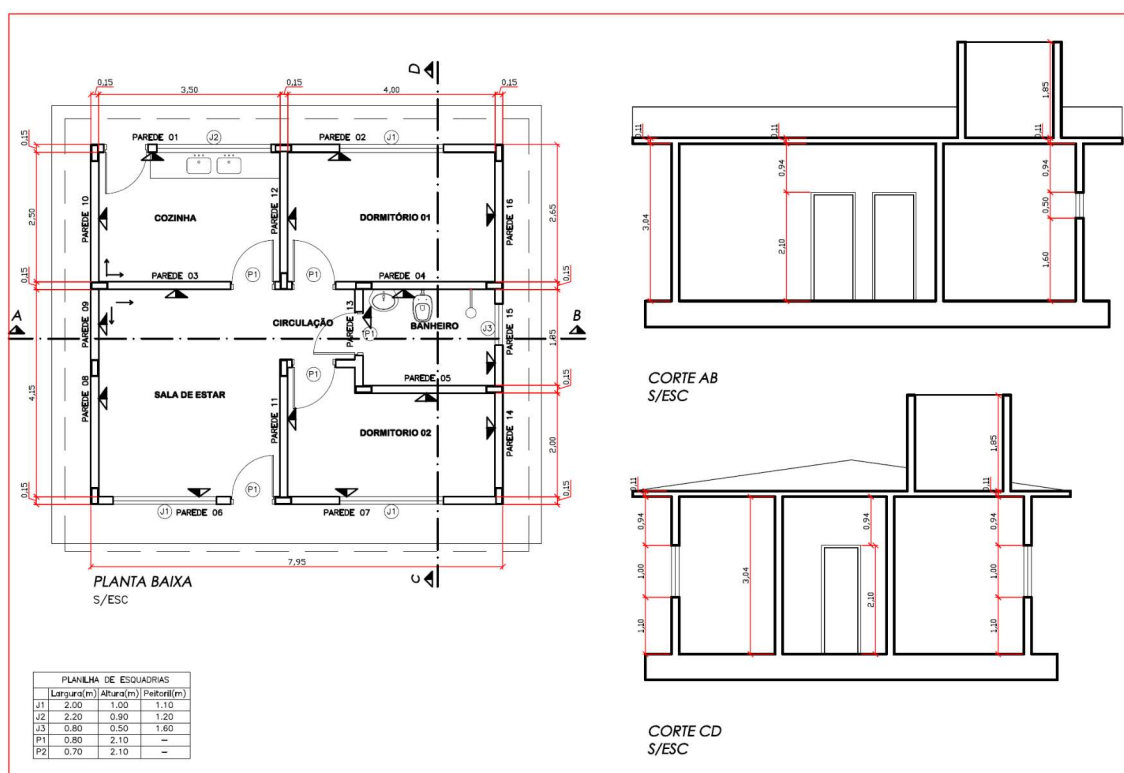 D
0,15
0,15
0,15
3,50
4,00
PAREDE 01
J2
PAREDE 02
J1
0,15
2,50
PAREDE 10
COZINHA
PAREDE 12
DORMITÓRIO 01
PAREDE 16
2,65
P1
P1
0,15
PAREDE 03
PAREDE 04
0,15
A
PAREDE 09
CIRCULAÇÃO
PAREDE 13
P1
BANHEIRO
J3
PAREDE 15
1,85
B
4,15
PAREDE 08
SALA DE ESTAR
PAREDE 11
P1
PAREDE 05
0,15
DORMITORIO 02
PAREDE 14
2,00
P1
0,15
J1
PAREDE 06
PAREDE 07
J1
0,15
7,95
C
PLANTA BAIXA
S/ESC
PLANILHA DE ESQUADRIAS
Largura(m) Altura(m) Peitoril(m)
J1 2.00 1.00 1.10
J2 2.20 0.90 1.20
J3 0.80 0.50 1.60
P1 0.80 2.10 –
P2 0.70 2.10 –
1,85
0,11
0,11
0,11
3,04
0,94
2,10
0,94
0,50
1,60
CORTE AB
S/ESC
1,85
0,11
0,11
0,94
1,00
1,10
3,04
0,94
2,10
0,94
1,00
1,10
CORTE CD
S/ESC